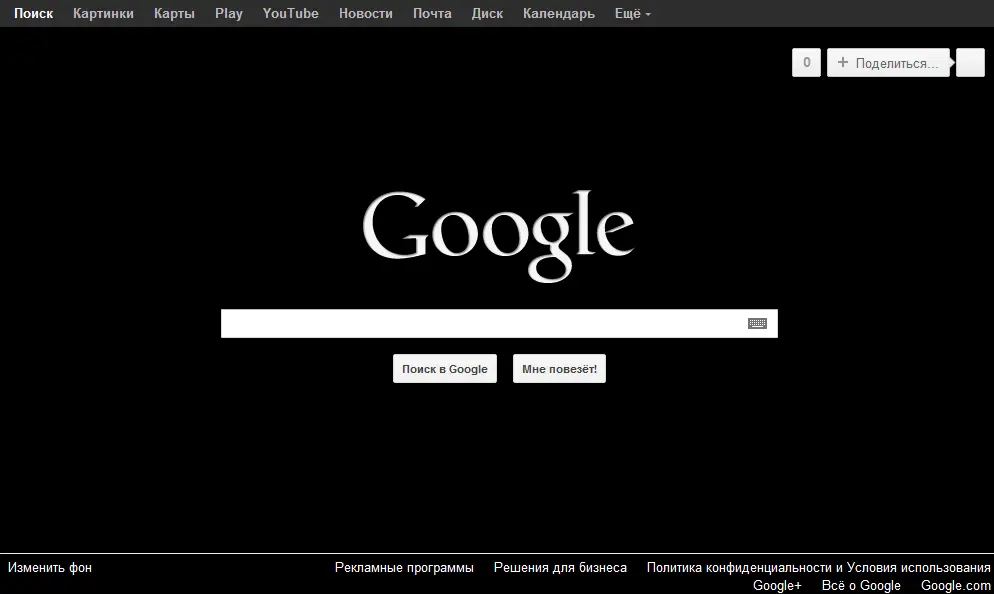 Поиск Картинки Карты Play YouTube Новости Почта Диск Календарь Ещё
0 + Поделиться...
Google
Поиск в Google Мне повезёт!
Изменить фон Рекламные программы Решения для бизнеса Политика конфиденциальности и Условия использования
Google+ Всё о Google Google.com